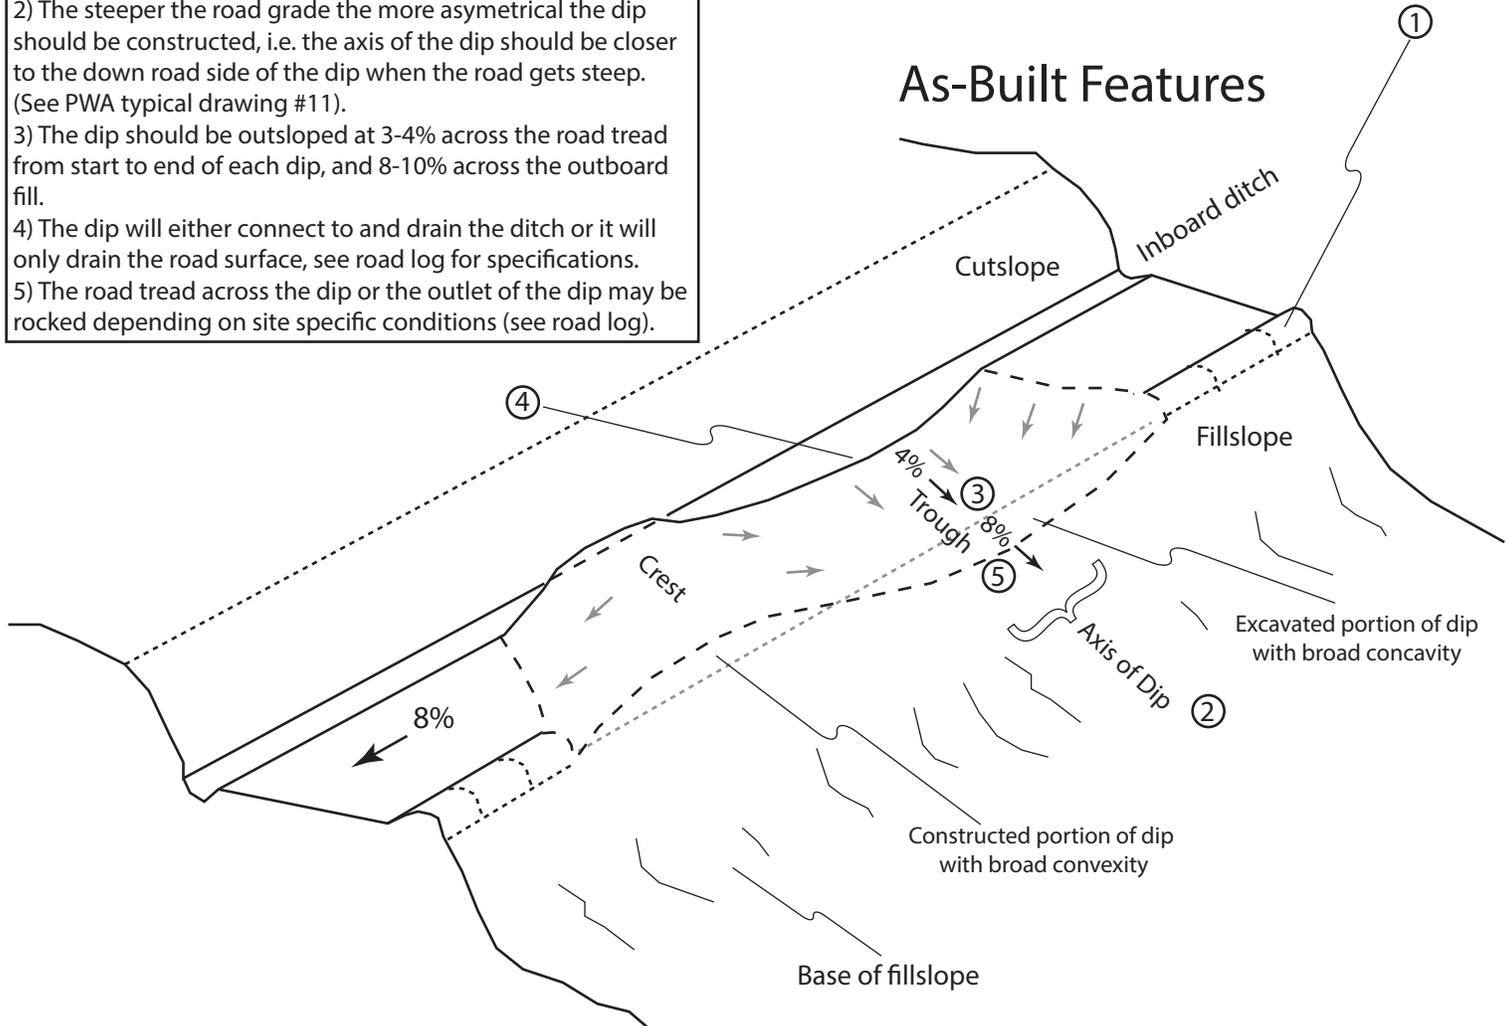 2) The steeper the road grade the more asymetrical the dip
should be constructed, i.e. the axis of the dip should be closer
to the down road side of the dip when the road gets steep.
(See PWA typical drawing #11).
3) The dip should be outsloped at 3-4% across the road tread
from start to end of each dip, and 8-10% across the outboard
fill.
4) The dip will either connect to and drain the ditch or it will
only drain the road surface, see road log for specifications.
5) The road tread across the dip or the outlet of the dip may be
rocked depending on site specific conditions (see road log).
1
As-Built Features
Inboard ditch
Cutslope
4
Fillslope
4%
3
Trough
8%
5
Crest
Excavated portion of dip
with broad concavity
Axis of Dip
2
8%
Constructed portion of dip
with broad convexity
Base of fillslope